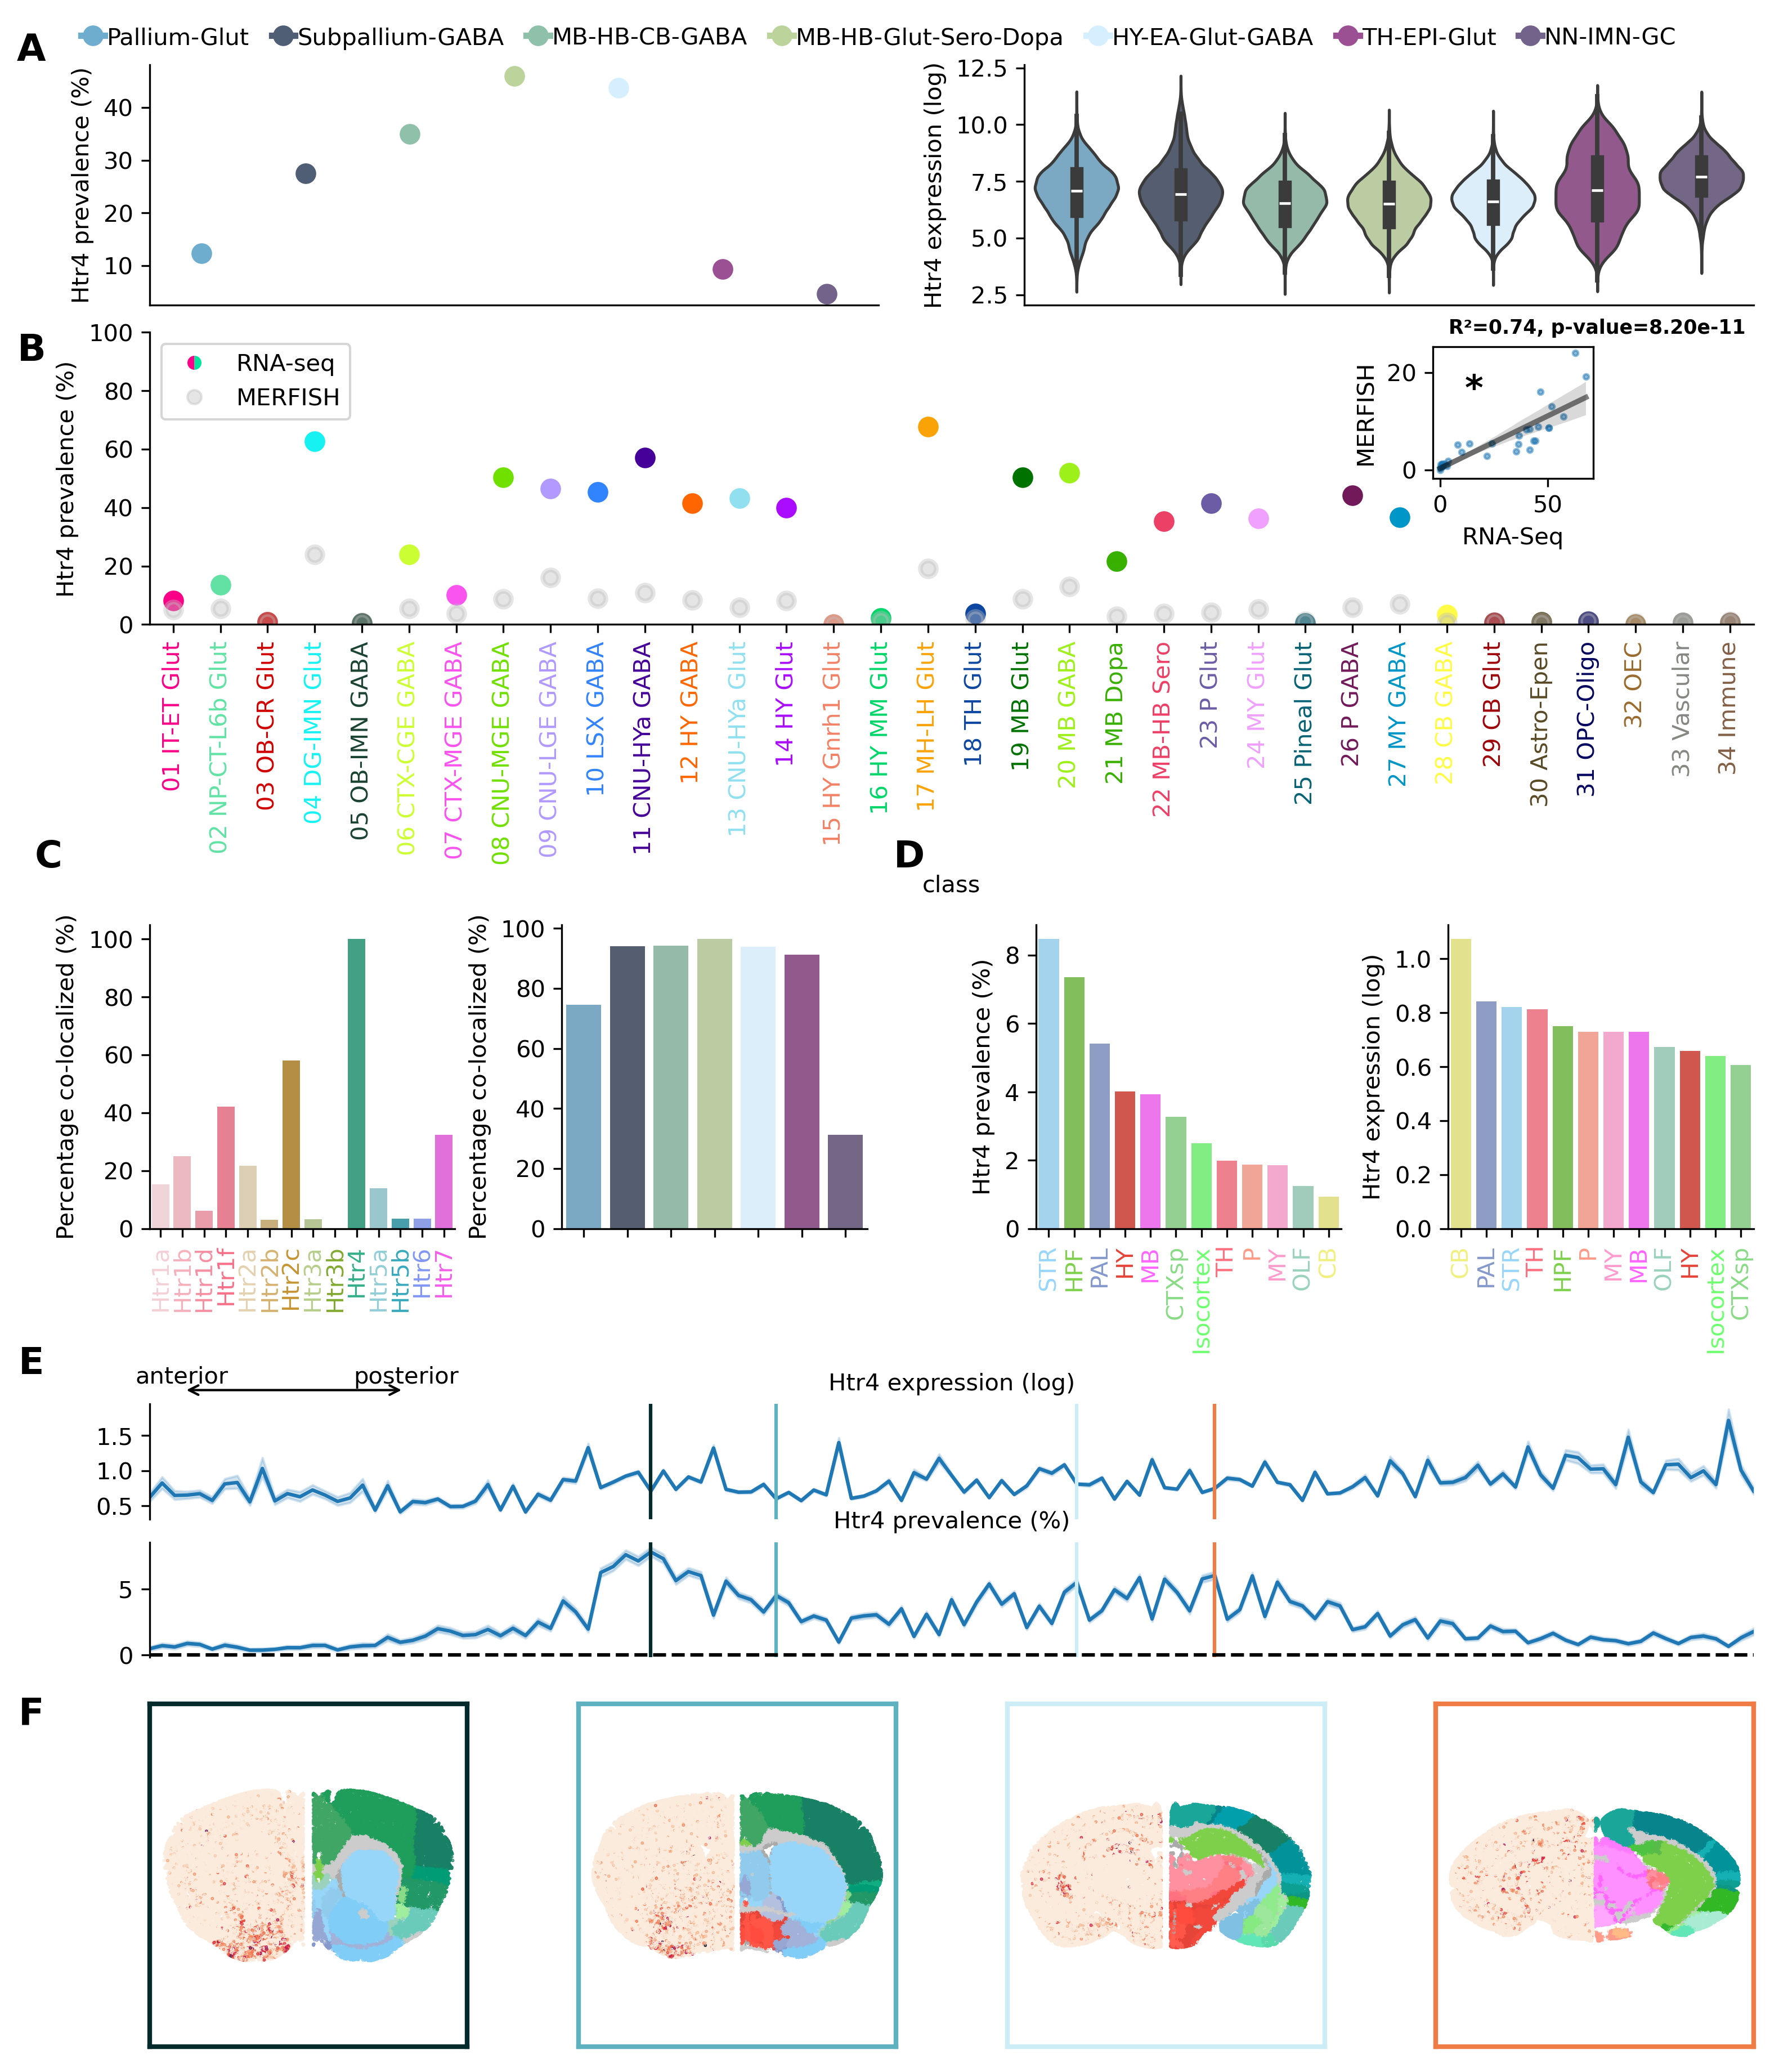 A
Pallium-Glut Subpallium-GABA MB-HB-CB-GABA MB-HB-Glut-Sero-Dopa HY-EA-Glut-GABA TH-EPI-Glut NN-IMN-GC
Htr4 prevalence (%)
40
30
20
10
Htr4 expression (log)
12.5
10.0
7.5
5.0
2.5
B
Htr4 prevalence (%)
100
80
60
40
20
0
RNA-seq
MERFISH
R²=0.74, p-value=8.20e-11
MERFISH
20
0
*
0 50
RNA-Seq
01 IT-ET Glut
02 NP-CT-L6b Glut
03 OB-CR Glut
04 DG-IMN Glut
05 OB-IMN GABA
06 CTX-CGE GABA
07 CTX-MGE GABA
08 CNU-MGE GABA
09 CNU-LGE GABA
10 LSX GABA
11 CNU-HYa GABA
12 HY GABA
13 CNU-HYa Glut
14 HY Glut
15 HY Gnrh1 Glut
16 HY MM Glut
17 MH-LH Glut
18 TH Glut
19 MB Glut
20 MB GABA
21 MB Dopa
22 MB-HB Sero
23 P Glut
24 MY Glut
25 Pineal Glut
26 P GABA
27 MY GABA
28 CB GABA
29 CB Glut
30 Astro-Epen
31 OPC-Oligo
32 OEC
33 Vascular
34 Immune
class
C
Percentage co-localized (%)
100
80
60
40
20
0
Htr1a
Htr1b
Htr1d
Htr1f
Htr2a
Htr2b
Htr2c
Htr3a
Htr3b
Htr4
Htr5a
Htr5b
Htr6
Htr7
Percentage co-localized (%)
100
80
60
40
20
0
D
Htr4 prevalence (%)
8
6
4
2
0
STR
HPF
PAL
HY
MB
CTXsp
Isocortex
TH
P
MY
OLF
CB
Htr4 expression (log)
1.0
0.8
0.6
0.4
0.2
0.0
CB
PAL
STR
TH
HPF
P
MY
MB
OLF
HY
Isocortex
CTXsp
E
anterior posterior
Htr4 expression (log)
1.5
1.0
0.5
Htr4 prevalence (%)
5
0
F